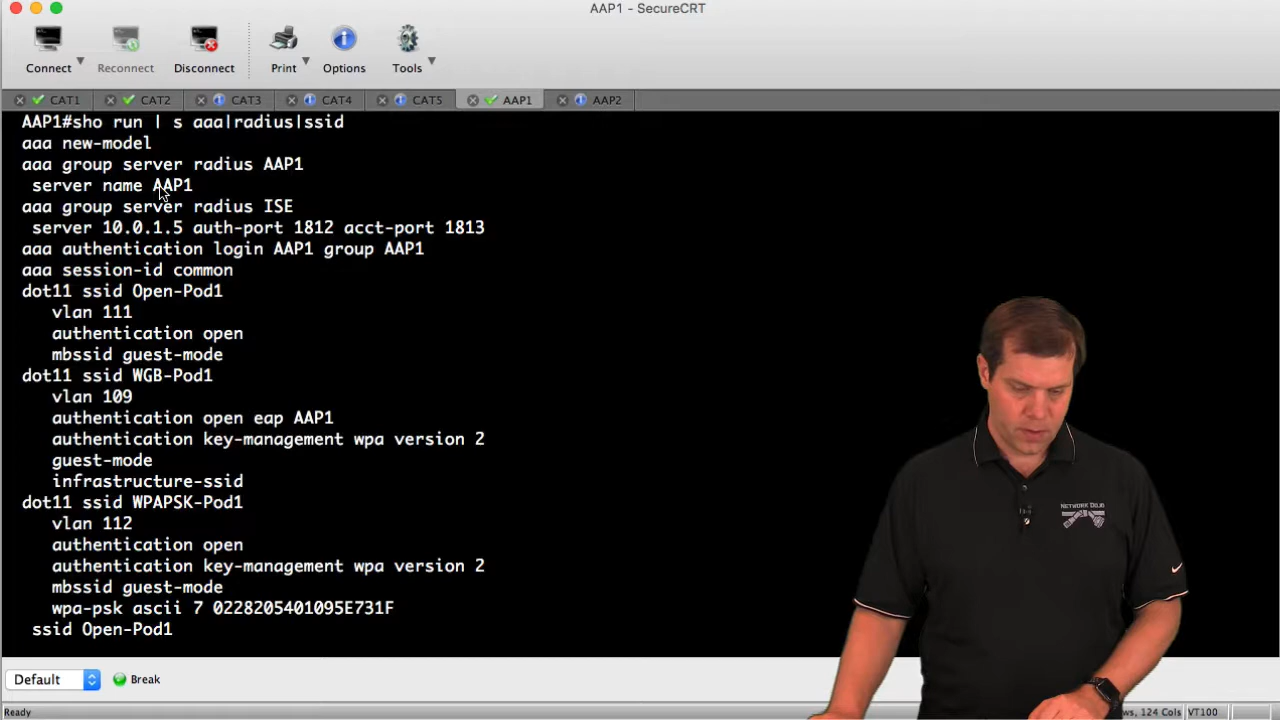 AAP1 - SecureCRT
Connect Reconnect Disconnect Print Options Tools
CAT1 CAT2 CAT3 CAT4 CAT5 AAP1 AAP2
AAP1#sho run | s aaa|radius|ssid
aaa new-model
aaa group server radius AAP1
server name AAP1
aaa group server radius ISE
server 10.0.1.5 auth-port 1812 acct-port 1813
aaa authentication login AAP1 group AAP1
aaa session-id common
dot11 ssid Open-Pod1
vlan 111
authentication open
mbssid guest-mode
dot11 ssid WGB-Pod1
vlan 109
authentication open eap AAP1
authentication key-management wpa version 2
guest-mode
infrastructure-ssid
dot11 ssid WPAPSK-Pod1
vlan 112
authentication open
authentication key-management wpa version 2
mbssid guest-mode
wpa-psk ascii 7 0228205401095E731F
ssid Open-Pod1
NETWORK DOJO
Default Break
Ready ws, 124 Cols VT100